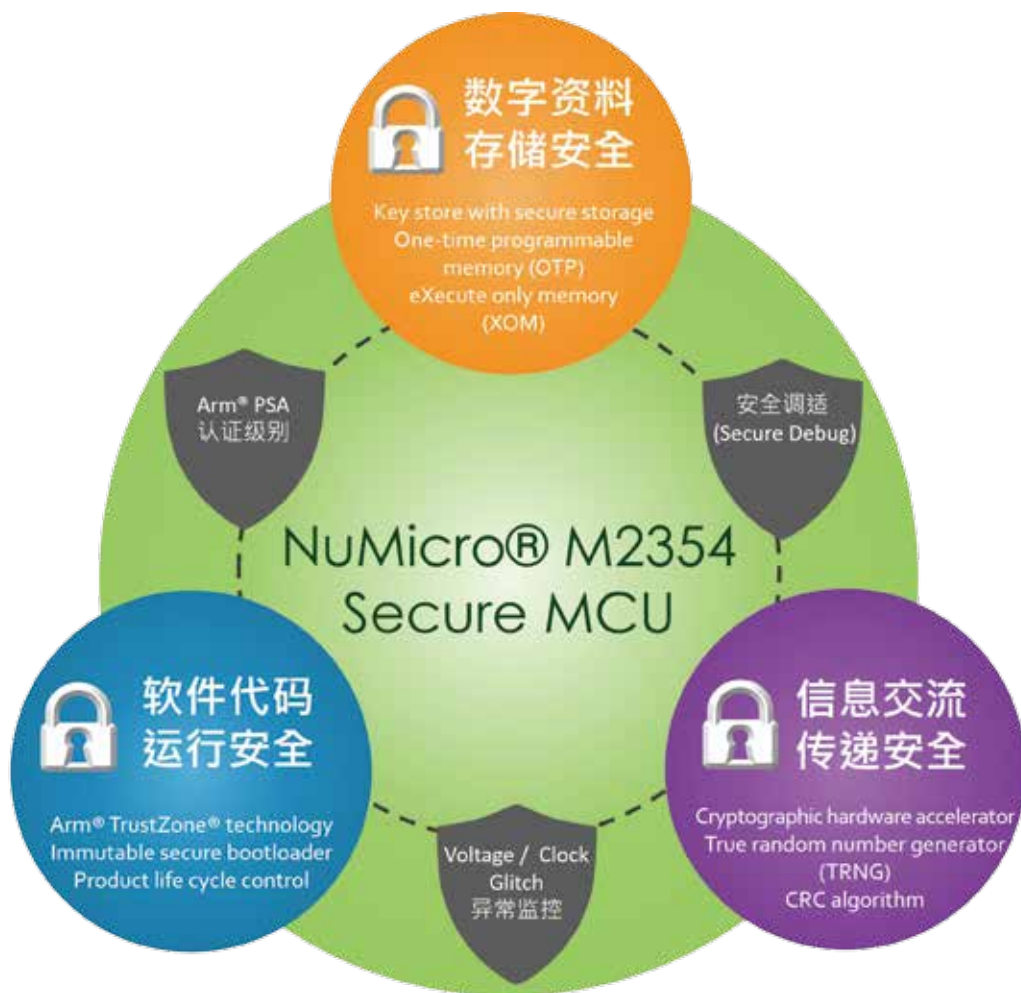 数字资料
存储安全
Key store with secure storage
One-time programmable
memory (OTP)
eXecute only memory
(XOM)
Arm® PSA
认证级别
安全调适
(Secure Debug)
NuMicro® M2354
Secure MCU
软件代码
运行安全
Arm® TrustZone® technology
Immutable secure bootloader
Product life cycle control
信息交流
传递安全
Cryptographic hardware accelerator
True random number generator
(TRNG)
CRC algorithm
Voltage / Clock
Glitch
异常监控